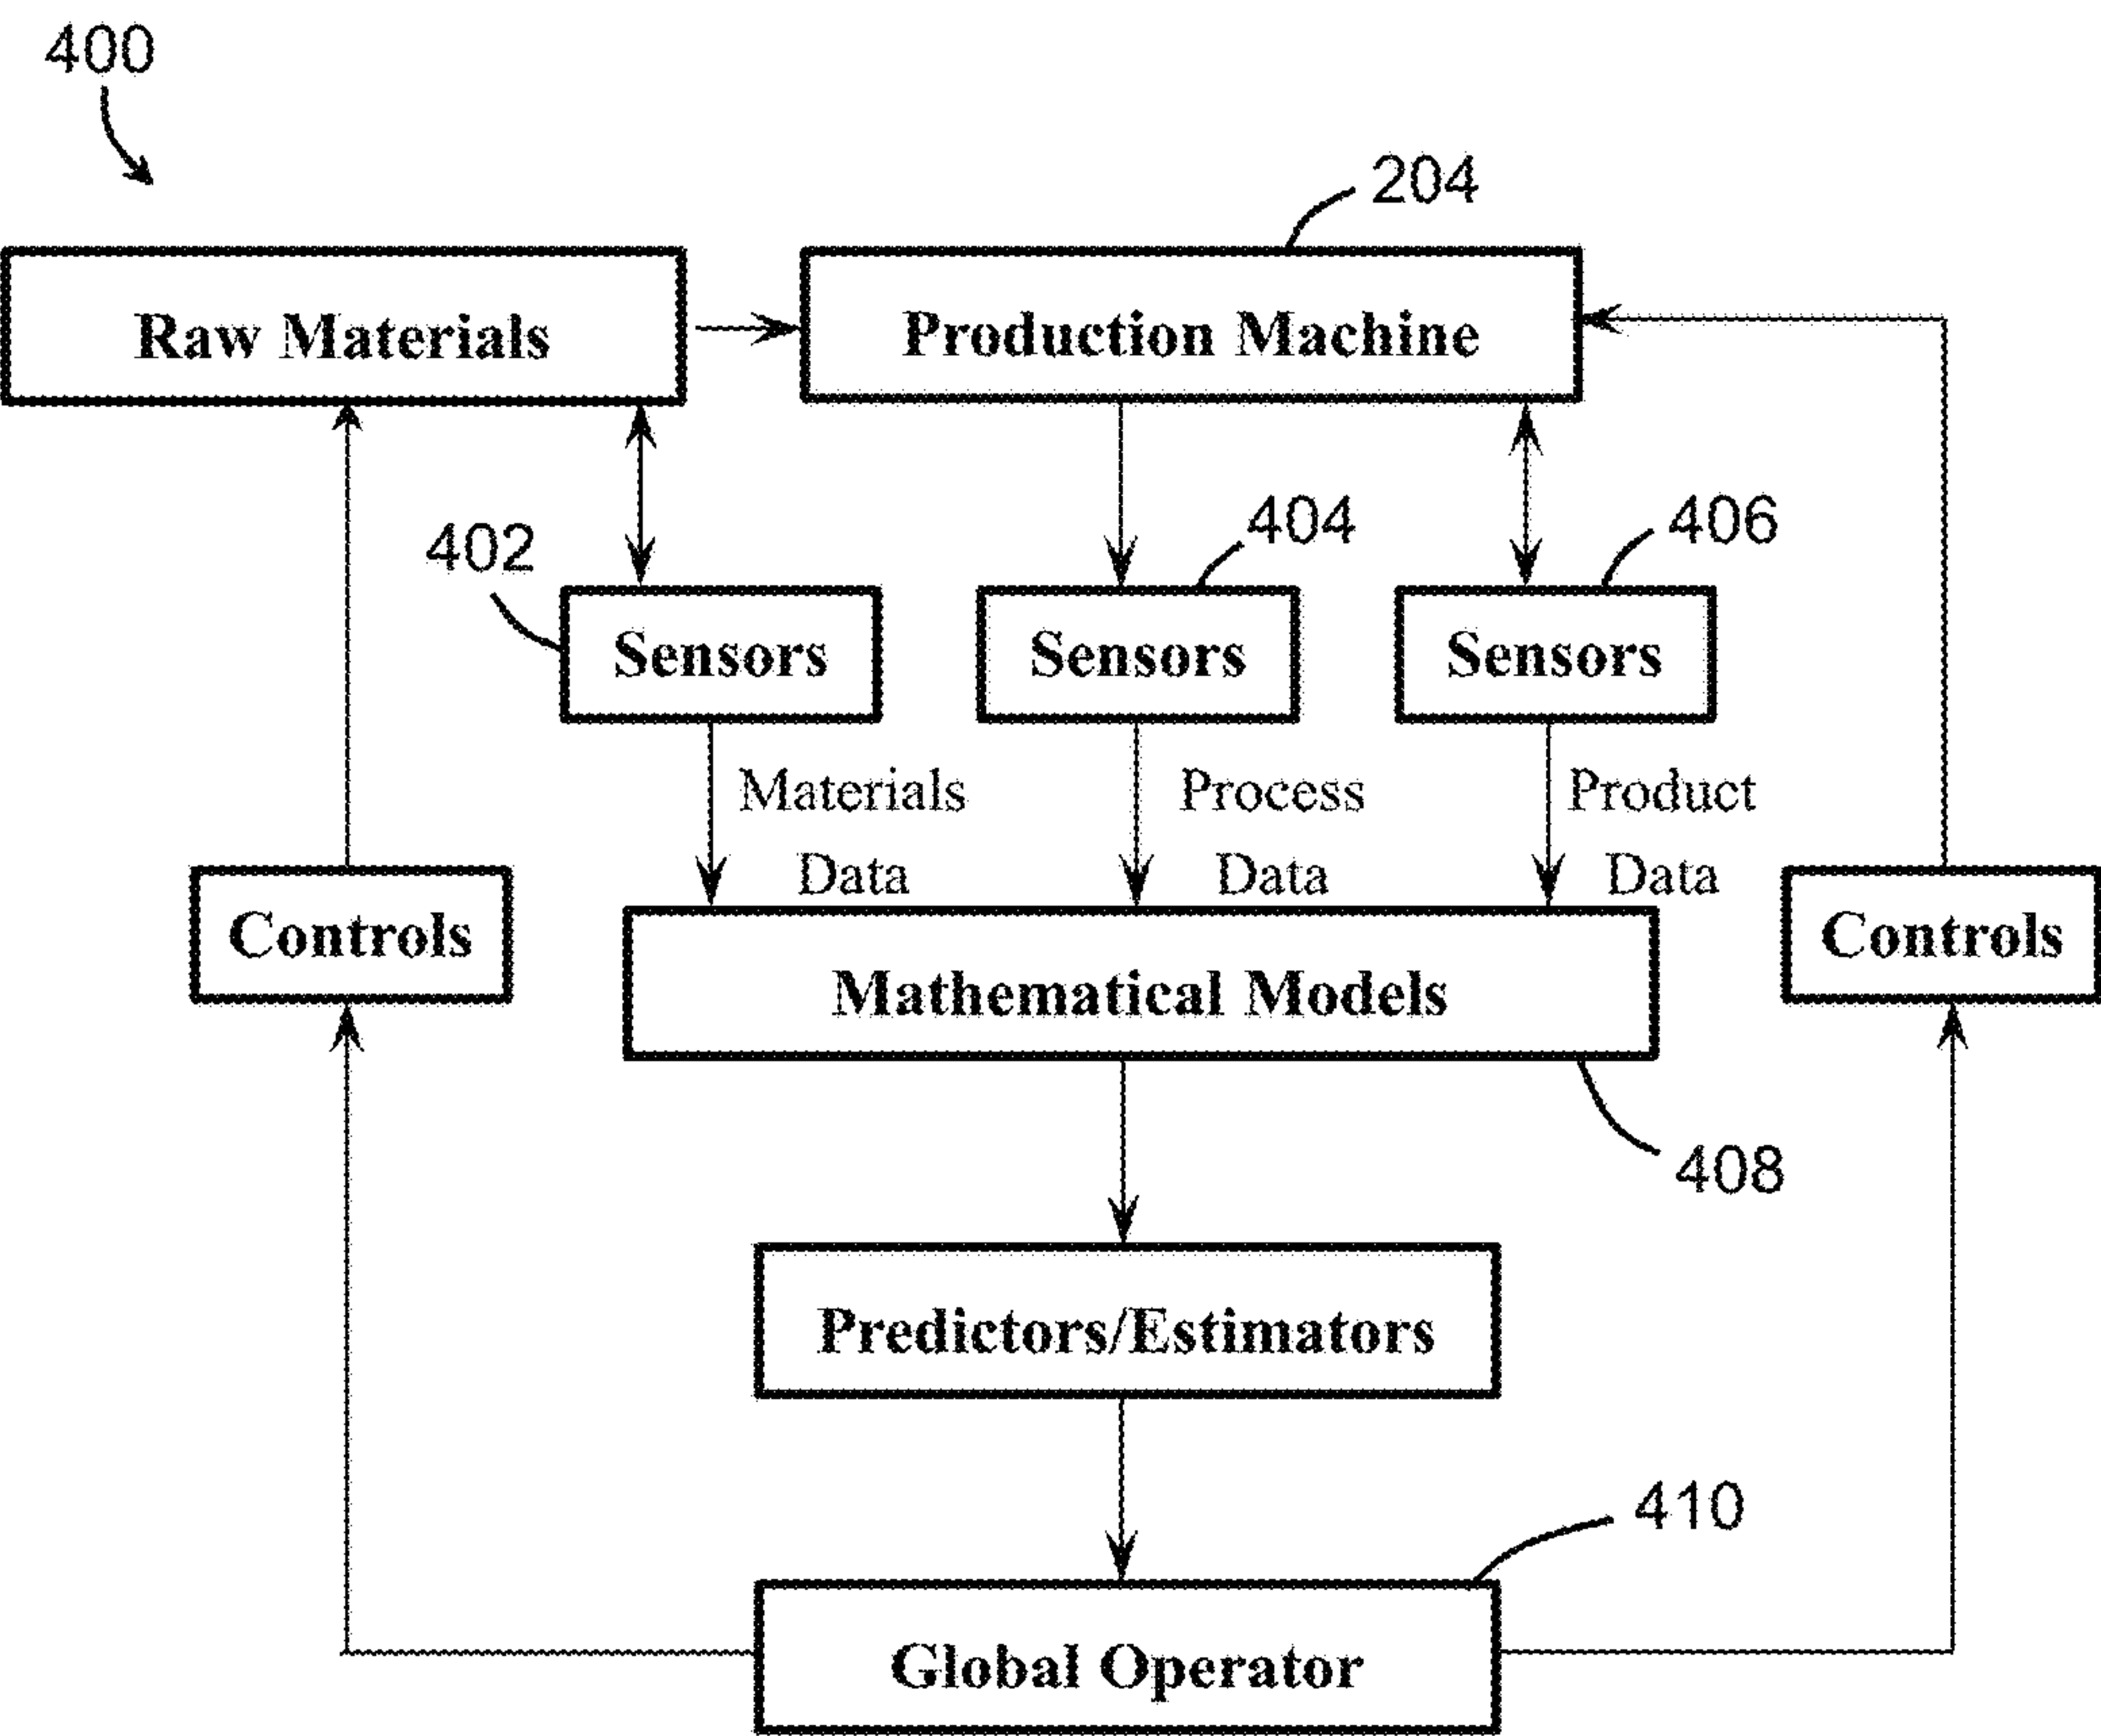 400
204
Raw Materials
Production Machine
402
404
406
Sensors
Sensors
Sensors
Materials
Data
Process
Data
Product
Data
Controls
Mathematical Models
Controls
408
Predictors/Estimators
410
Global Operator